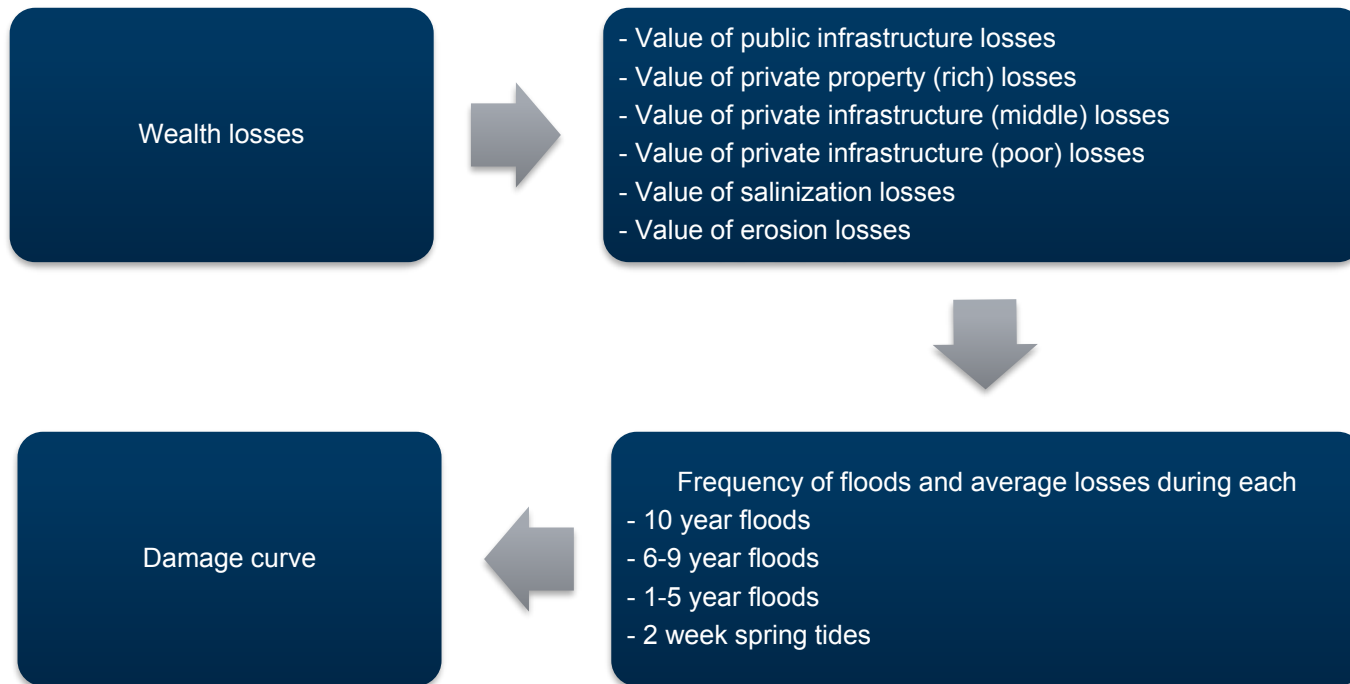 Wealth losses
- Value of public infrastructure losses
- Value of private property (rich) losses
- Value of private infrastructure (middle) losses
- Value of private infrastructure (poor) losses
- Value of salinization losses
- Value of erosion losses
Frequency of floods and average losses during each
- 10 year floods
- 6-9 year floods
- 1-5 year floods
- 2 week spring tides
Damage curve